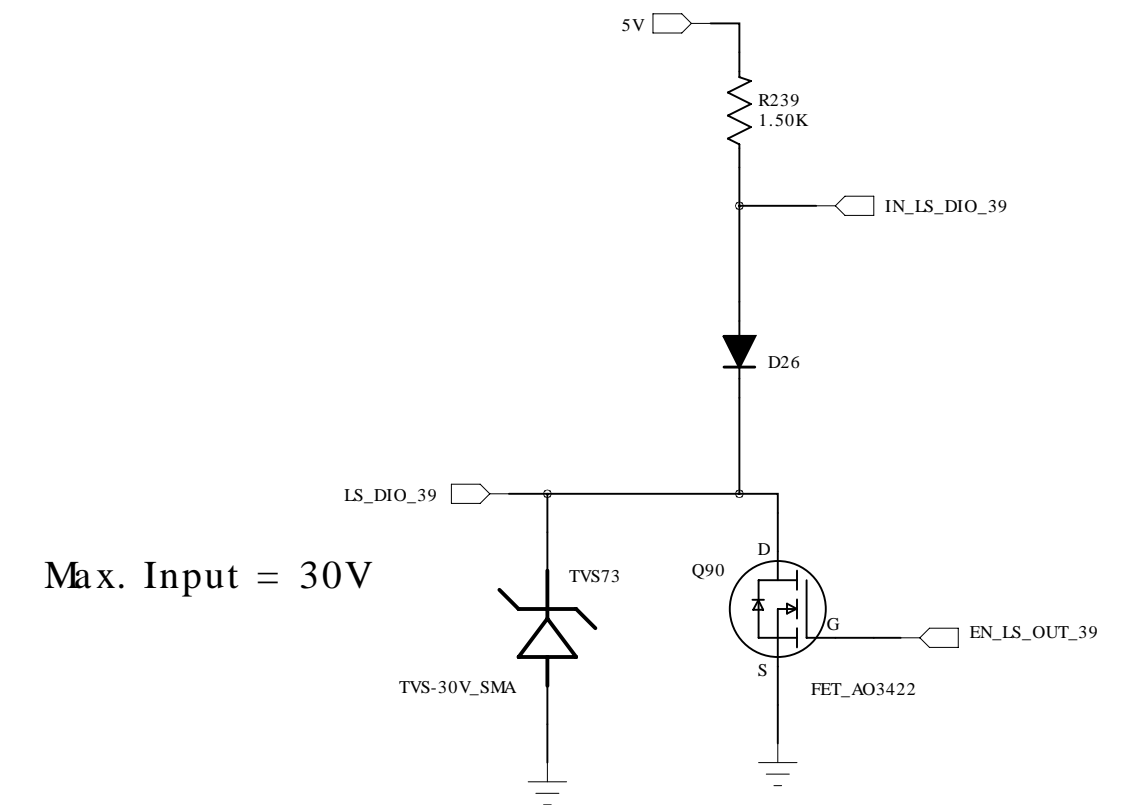 5V
R239
1.50K
IN_LS_DIO_39
D26
LS_DIO_39
D
Max. Input = 30V
TVS73
Q90
G
EN_LS_OUT_39
S
TVS-30V_SMA
FET_AO3422